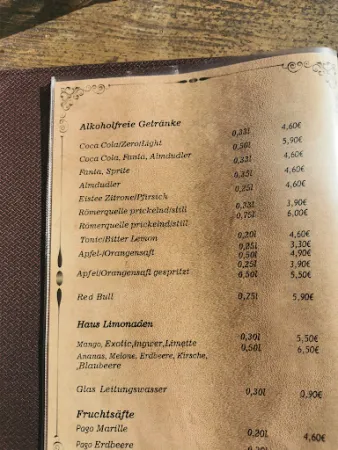 Alkoholfreie Getränke
Coca Cola/Zero/Light 0,33l 4,60€
Coca Cola, Fanta, Almdudler 0,50l 5,90€
Fanta, Sprite 0,35l 4,60€
Almdudler 0,35l 4,60€
Eistee Zitrone/Pfirsich 0,25l 4,60€
Römerquelle prickelnd/still 0,33l 3,90€
Römerquelle prickelnd/still 0,75l 6,00€
Tonic/Bitter Lemon 0,20l 4,60€
Apfel-/Orangensaft 0,25l 3,30€
0,50l 4,90€
Apfel/Orangensaft gespritzt 0,25l 3,90€
0,50l 5,50€
Red Bull 0,25l 5,90€
Haus Limonaden
Mango, Exotic,Ingwer,Limette 0,30l 5,50€
Ananas, Melone, Erdbeere, Kirsche, 0,50l 6,50€
,Blaubeere
Glas Leitungswasser 0,30l 0,90€
Fruchtsäfte
Pago Marille 0,20l 4,60€
Pago Erdbeere